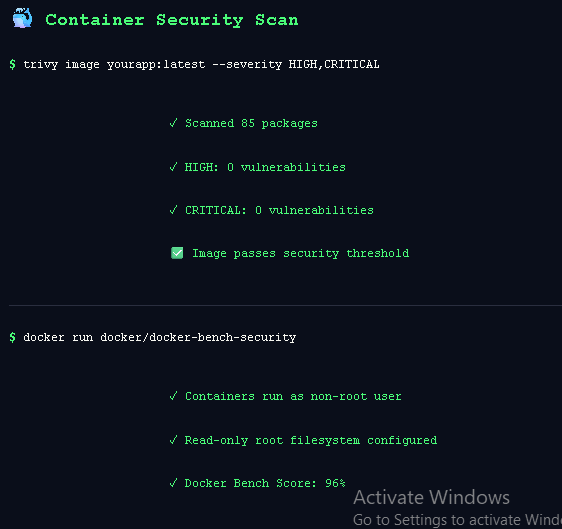 Container Security Scan
$ trivy image yourapp:latest --severity HIGH,CRITICAL
✓ Scanned 85 packages
✓ HIGH: 0 vulnerabilities
✓ CRITICAL: 0 vulnerabilities
✅ Image passes security threshold
$ docker run docker/docker-bench-security
✓ Containers run as non-root user
✓ Read-only root filesystem configured
✓ Docker Bench Score: 96%
Activate Windows
Go to Settings to activate